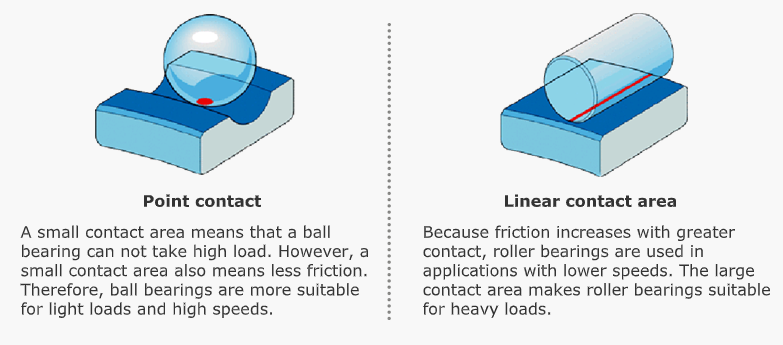 Point contact
A small contact area means that a ball
bearing can not take high load. However, a
small contact area also means less friction.
Therefore, ball bearings are more suitable
for light loads and high speeds.
Linear contact area
Because friction increases with greater
contact, roller bearings are used in
applications with lower speeds. The large
contact area makes roller bearings suitable
for heavy loads.